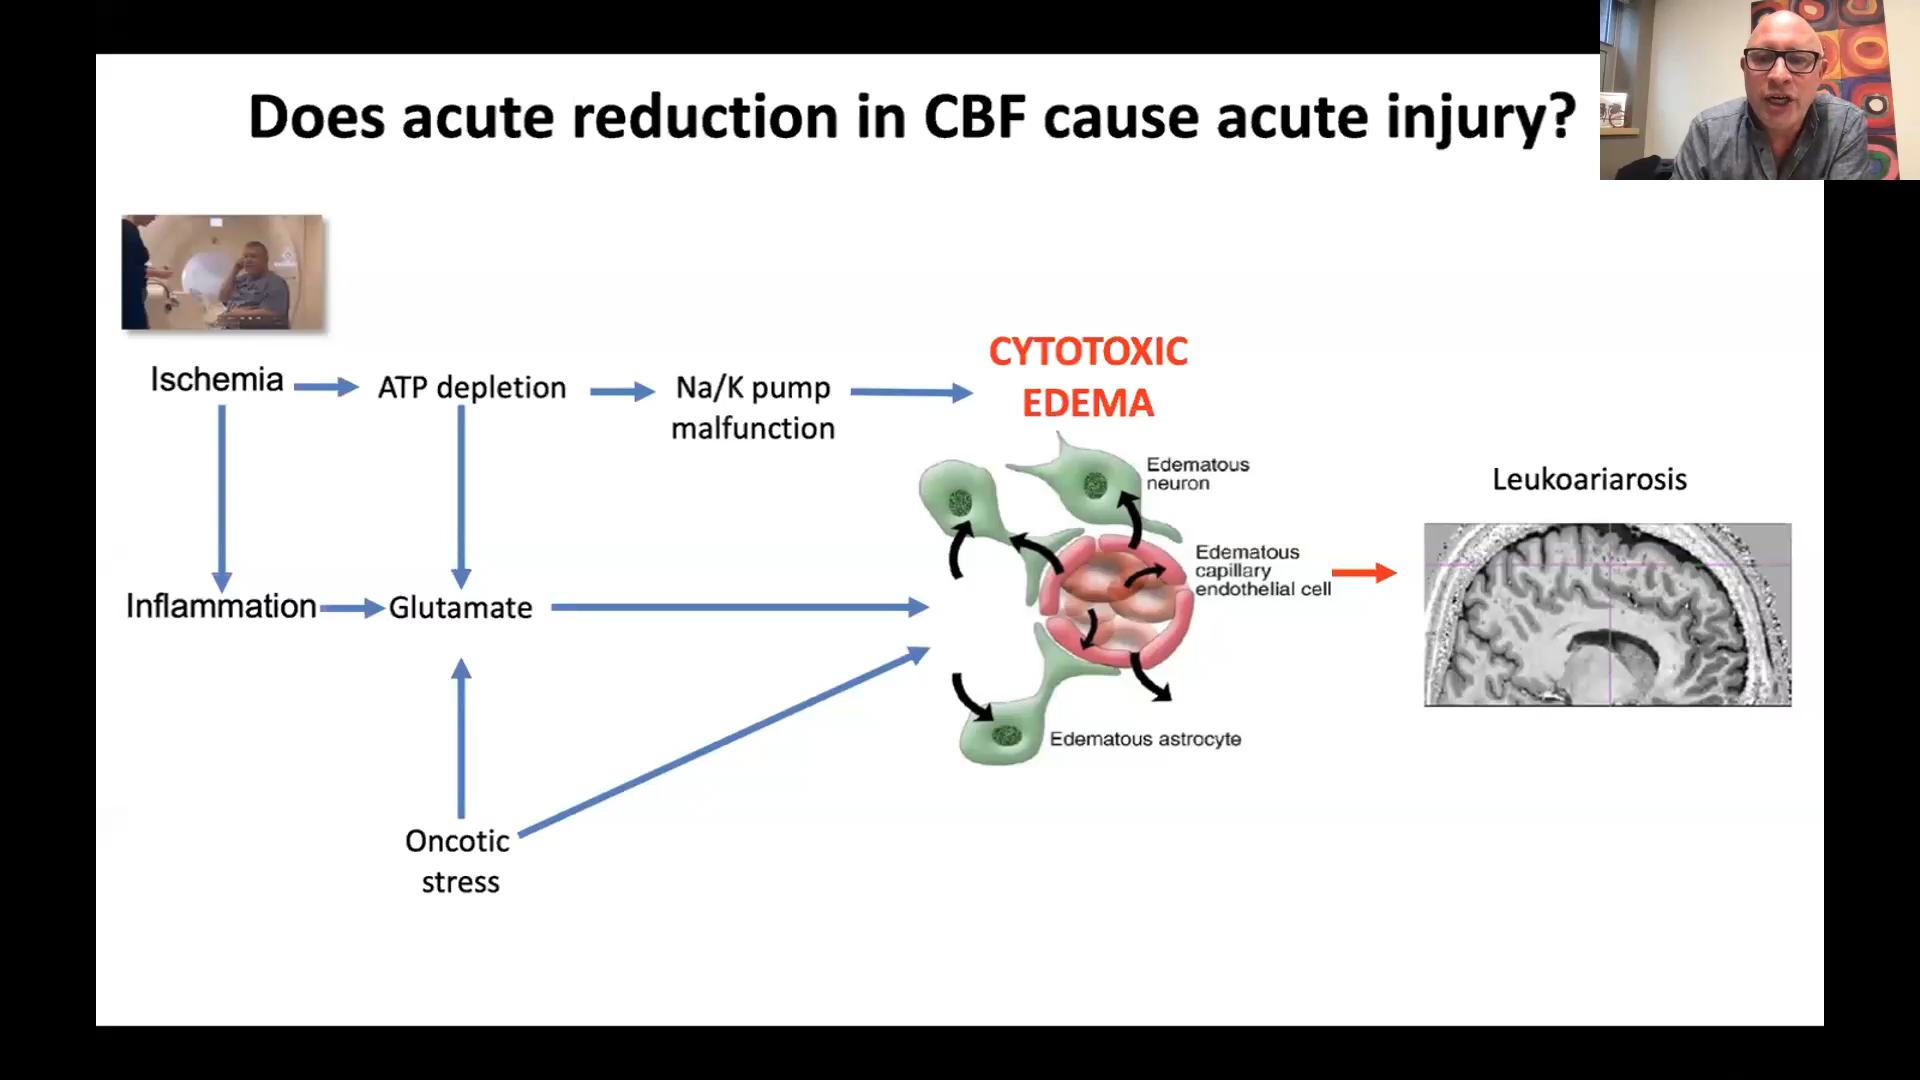 Does acute reduction in CBF cause acute injury?
CYTOTOXIC
EDEMA
Ischemia
ATP depletion
Na/K pump
malfunction
Edematous
neuron
Leukoariarosis
Edematous
capillary
endothelial cell
Inflammation
Glutamate
Edematous astrocyte
Oncotic
stress